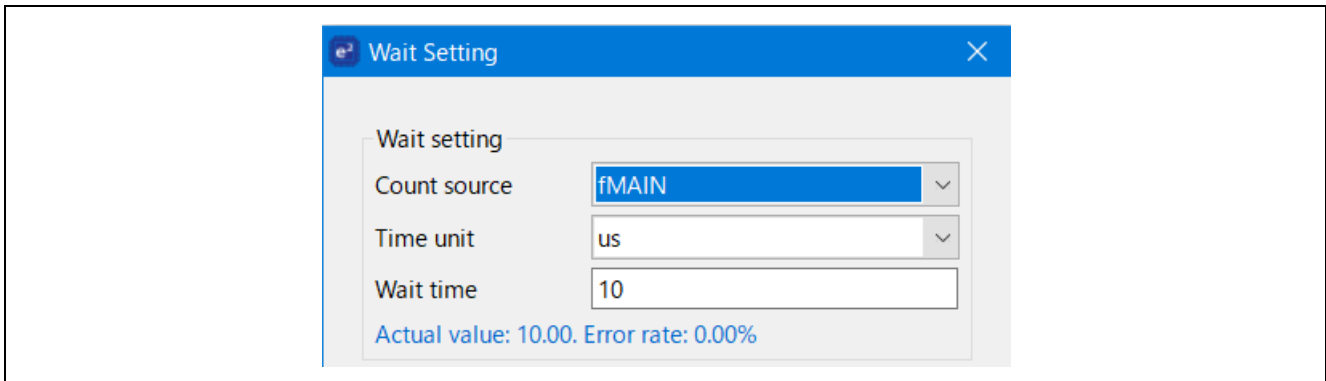 e² Wait Setting
Wait setting
Count source fMAIN
Time unit us
Wait time 10
Actual value: 10.00. Error rate: 0.00%